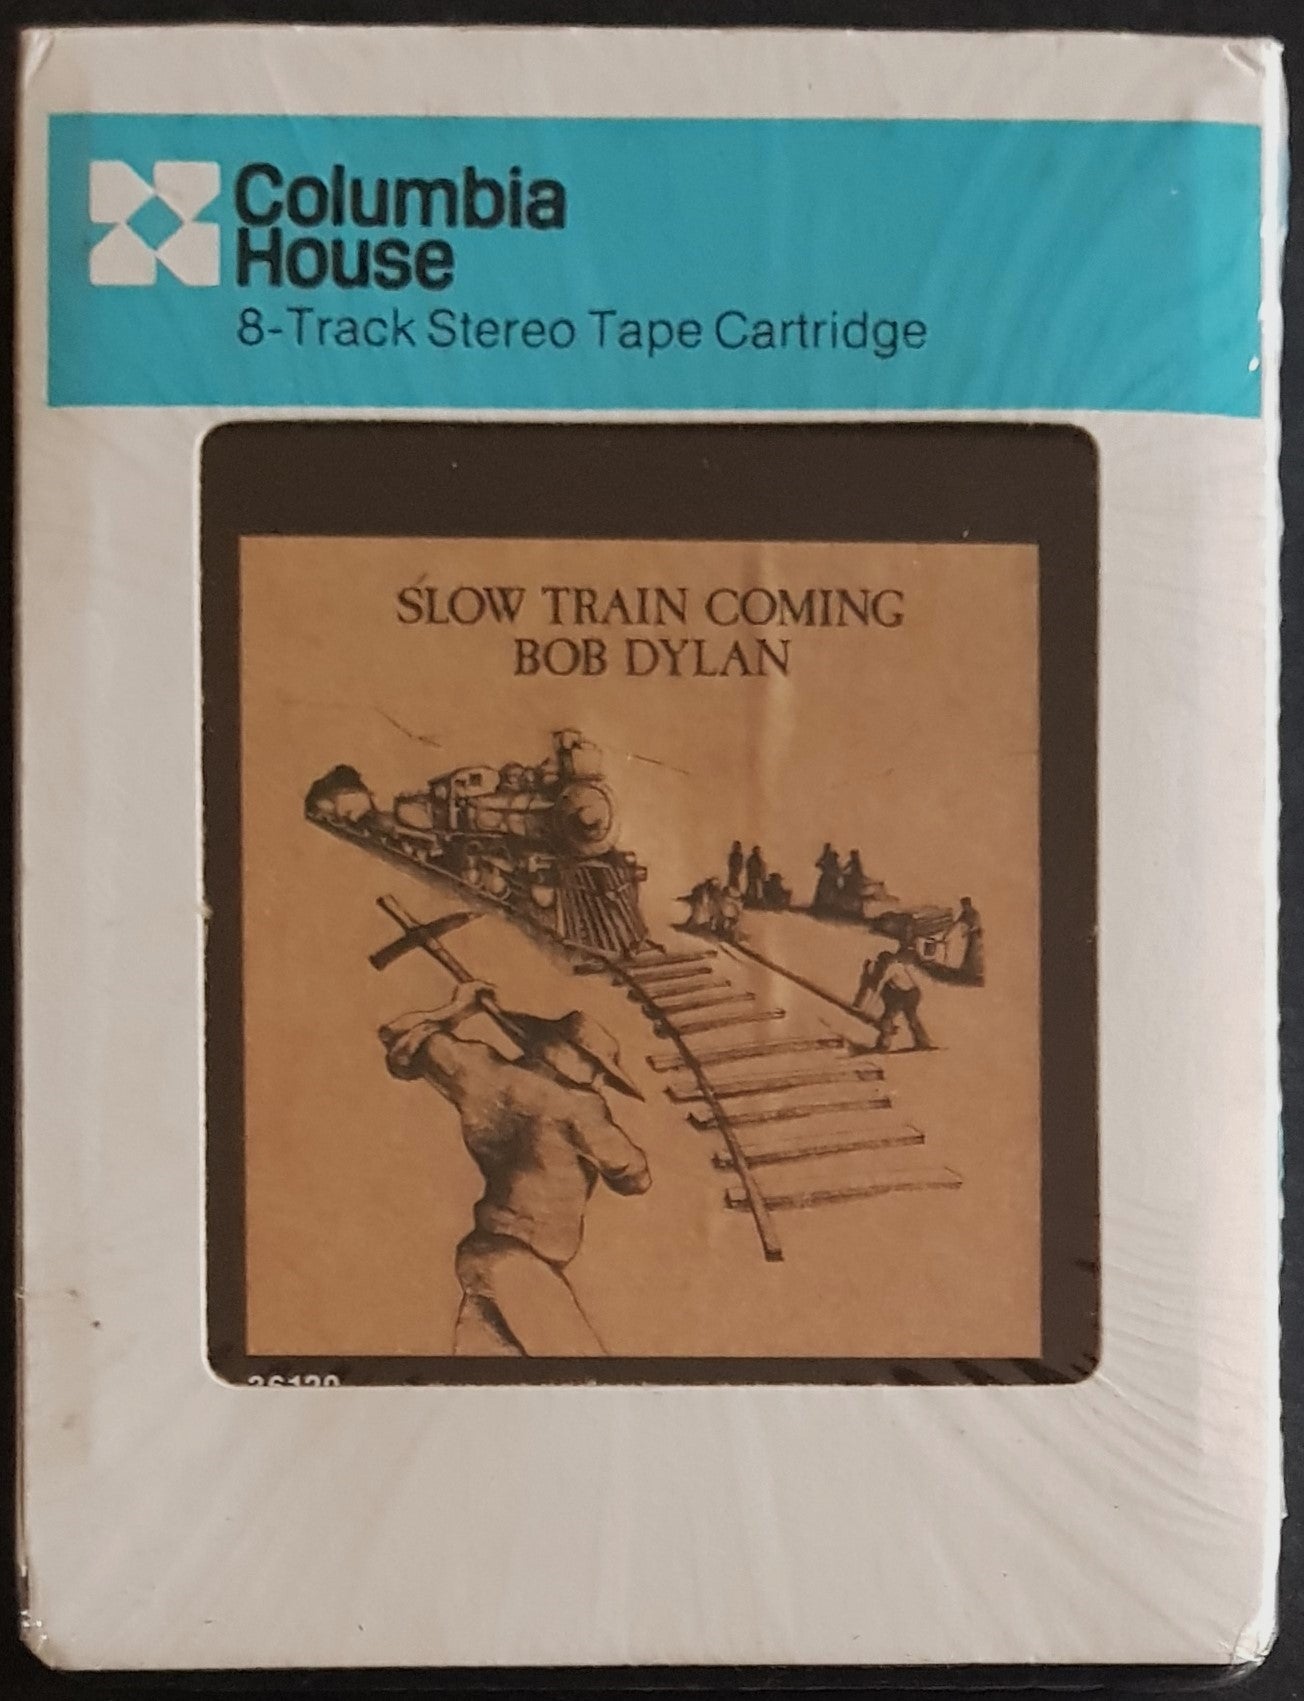 Columbia
House
8-Track Stereo Tape Cartridge
SLOW TRAIN COMING
BOB DYLAN